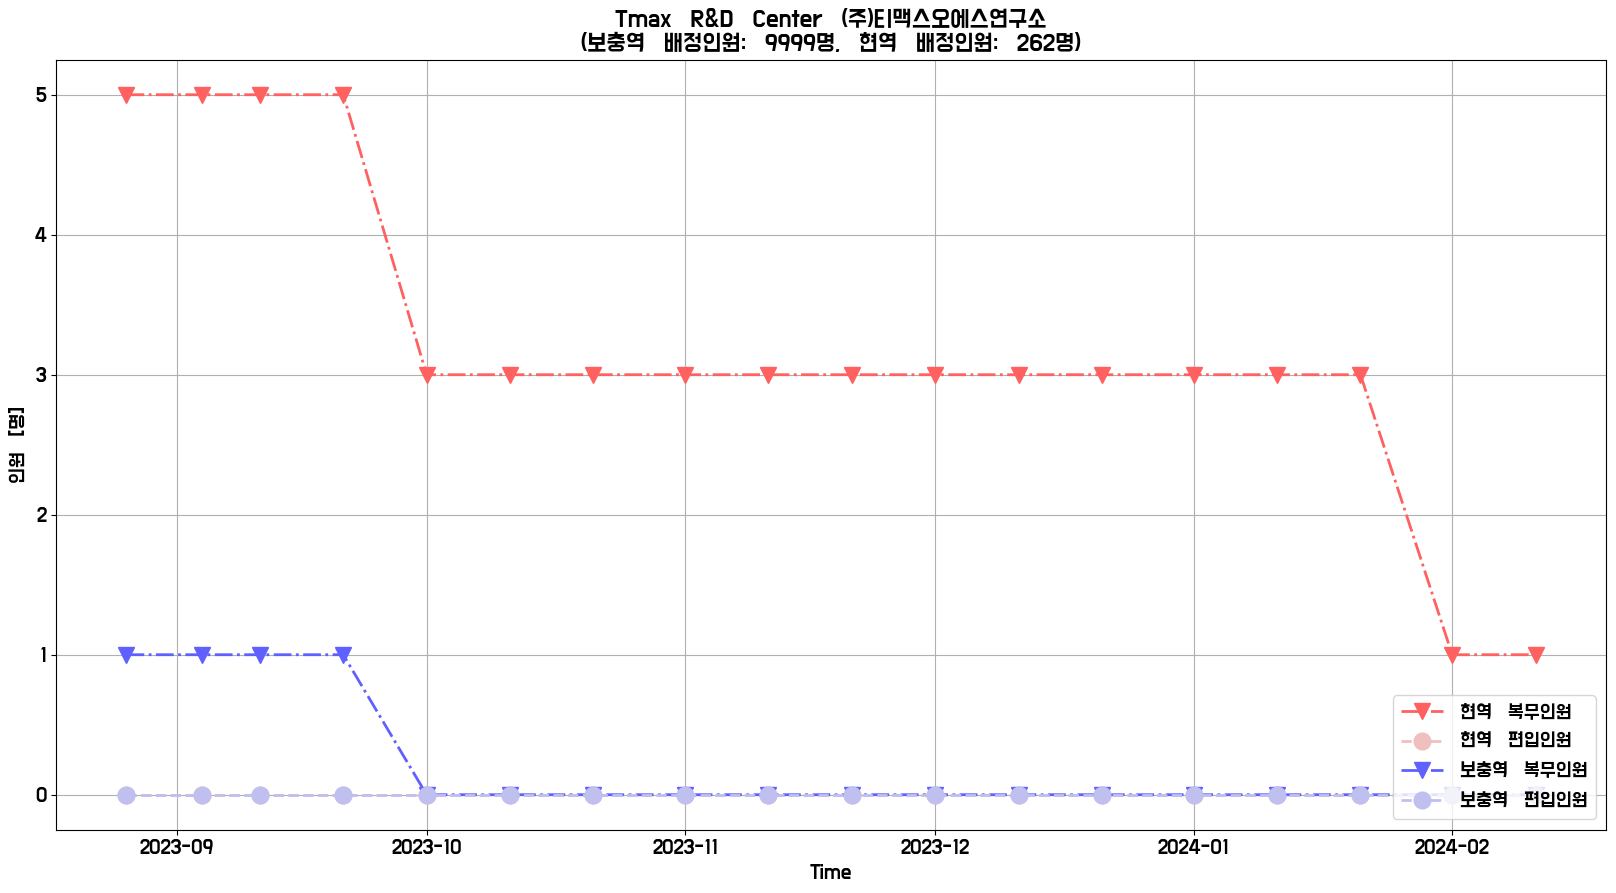 Tmax R&D Center (주)티맥스오에스연구소
(보충역 배정인원: 9999명, 현역 배정인원: 262명)
인원 [명]
5
4
3
2
1
0
2023-09
2023-10
2023-11
2023-12
2024-01
2024-02
Time
현역 복무인원
현역 편입인원
보충역 복무인원
보충역 편입인원